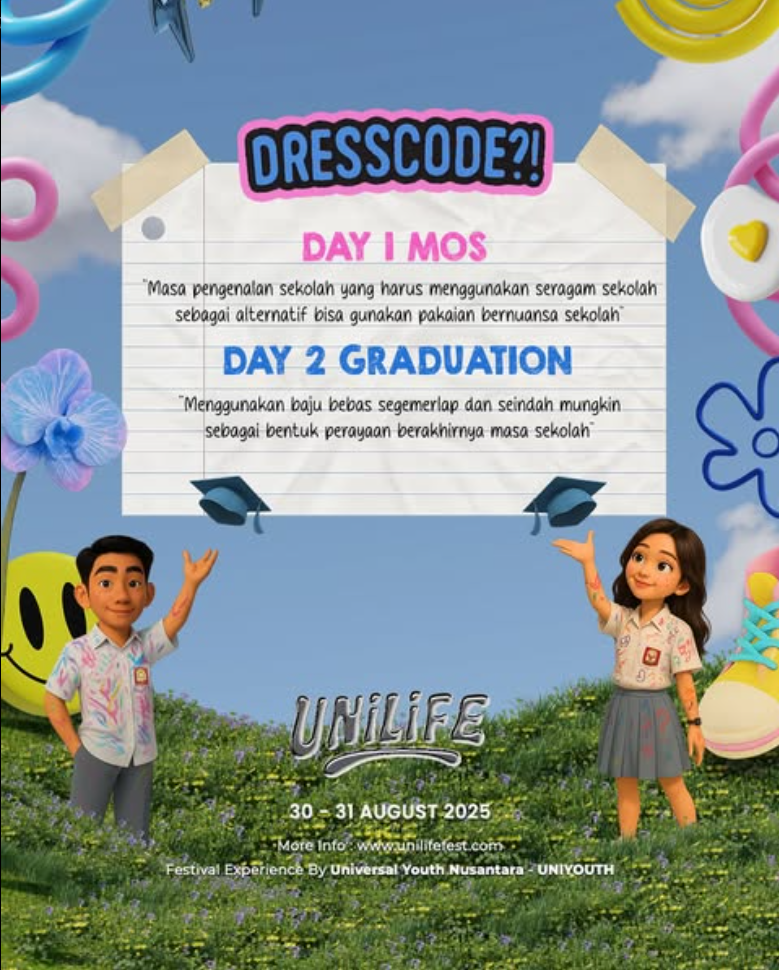 DRESSCODE?!
DAY 1 MOS
"Masa pengenalan sekolah yang harus menggunakan seragam sekolah
sebagai alternatif bisa gunakan pakaian bernuansa sekolah"
DAY 2 GRADUATION
"Menggunakan baju bebas segemerlap dan seindah mungkin
sebagai bentuk perayaan berakhirnya masa sekolah"
UNiLiFE
30 - 31 AUGUST 2025
More Info : www.unilifefest.com
Festival Experience By Universal Youth Nusantara - UNIYOUTH